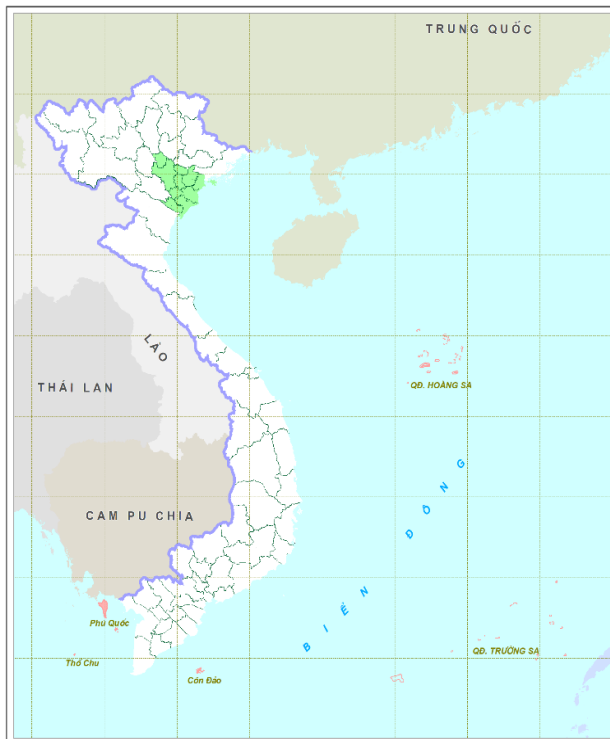 TRUNG QUỐC
LÀO
THÁI LAN
QĐ. HOÀNG SA
CAM PU CHIA
BIỂN ĐÔNG
Phú Quốc
Thổ Chu
Côn Đảo
QĐ. TRƯỜNG SA